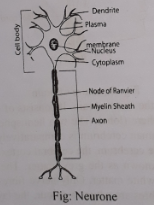 Dendrite
Plasma
Cell body
membrane
Nucleus
Cytoplasm
Node of Ranvier
Myelin Sheath
Axon
Fig: Neurone